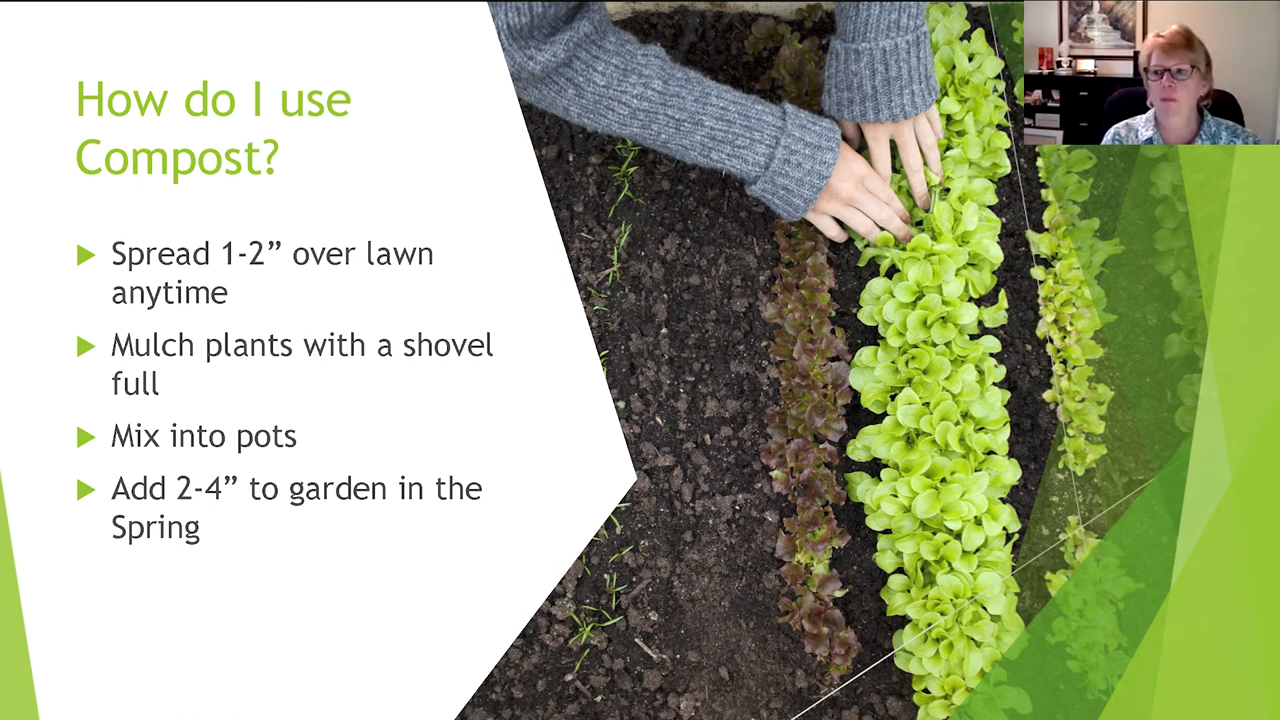 How do I use
Compost?
Spread 1-2” over lawn
anytime
Mulch plants with a shovel
full
Mix into pots
Add 2-4” to garden in the
Spring